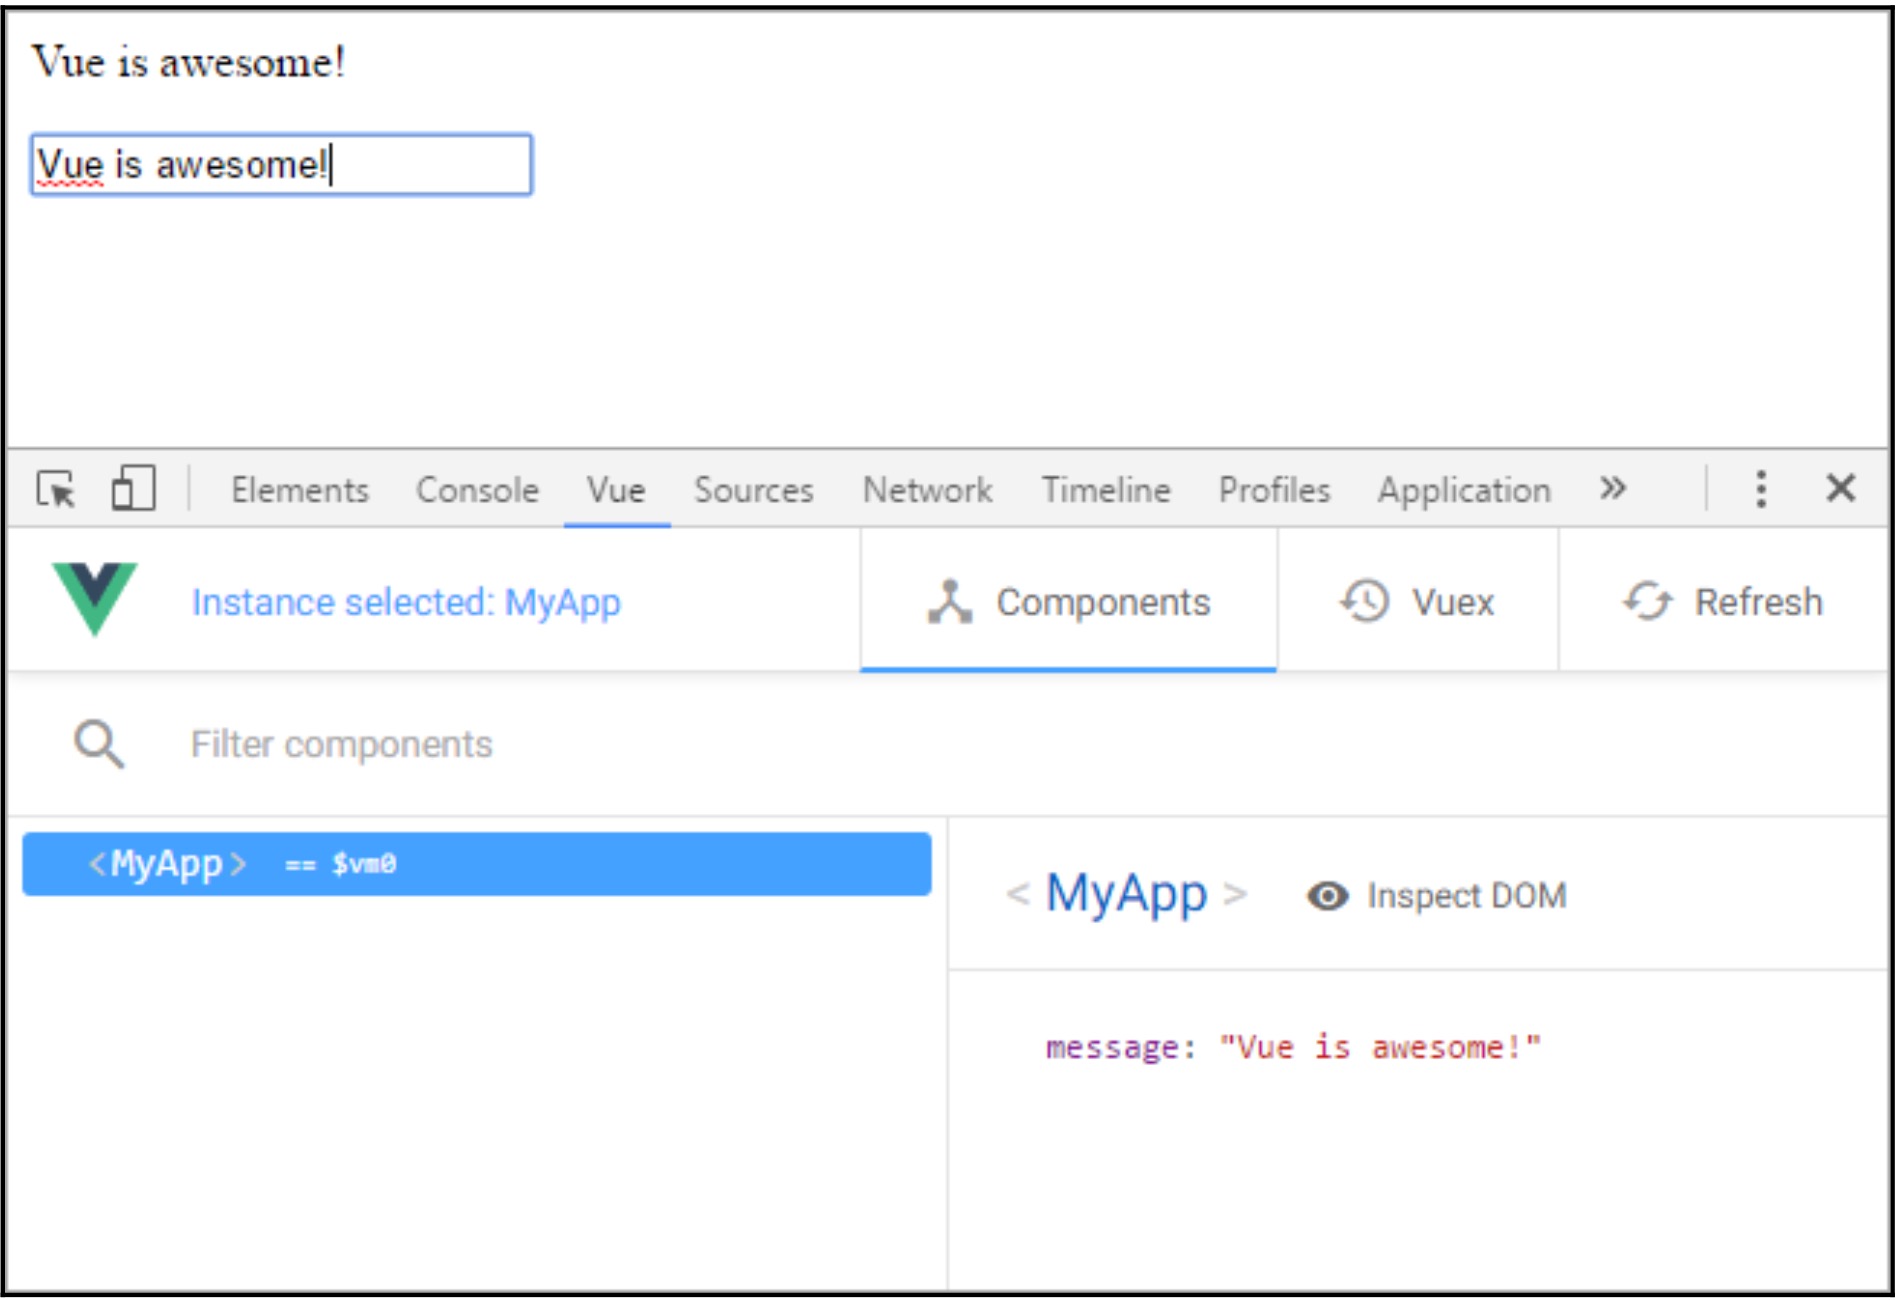 Vue is awesome!
Vue is awesome!
Elements Console Vue Sources Network Timeline Profiles Application »
Instance selected: MyApp Components Vuex Refresh
Filter components
<MyApp> == $vm0
< MyApp > Inspect DOM
message: "Vue is awesome!"